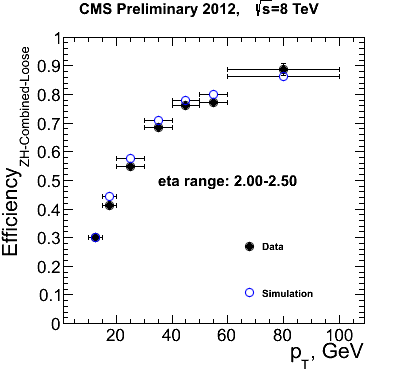 CMS Preliminary 2012, √s=8 TeV
Efficiency ZH-Combined-Loose
1
0.9
0.8
0.7
0.6
0.5
0.4
0.3
0.2
0.1
0
eta range: 2.00-2.50
Data
Simulation
20 40 60 80 100
p_T, GeV